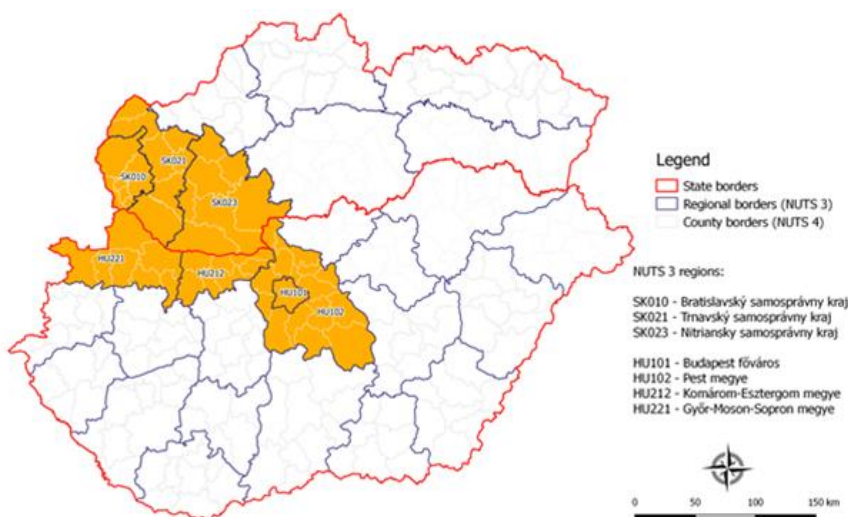 SK010
SK021
SK023
HU221
HU212
HU101
HU102
Legend
State borders
Regional borders (NUTS 3)
County borders (NUTS 4)
NUTS 3 regions:
SK010 - Bratislavský samosprávny kraj
SK021 - Trnavský samosprávny kraj
SK023 - Nitriansky samosprávny kraj
HU101 - Budapest főváros
HU102 - Pest megye
HU212 - Komárom-Esztergom megye
HU221 - Győr-Moson-Sopron megye
0 50 100 150 km